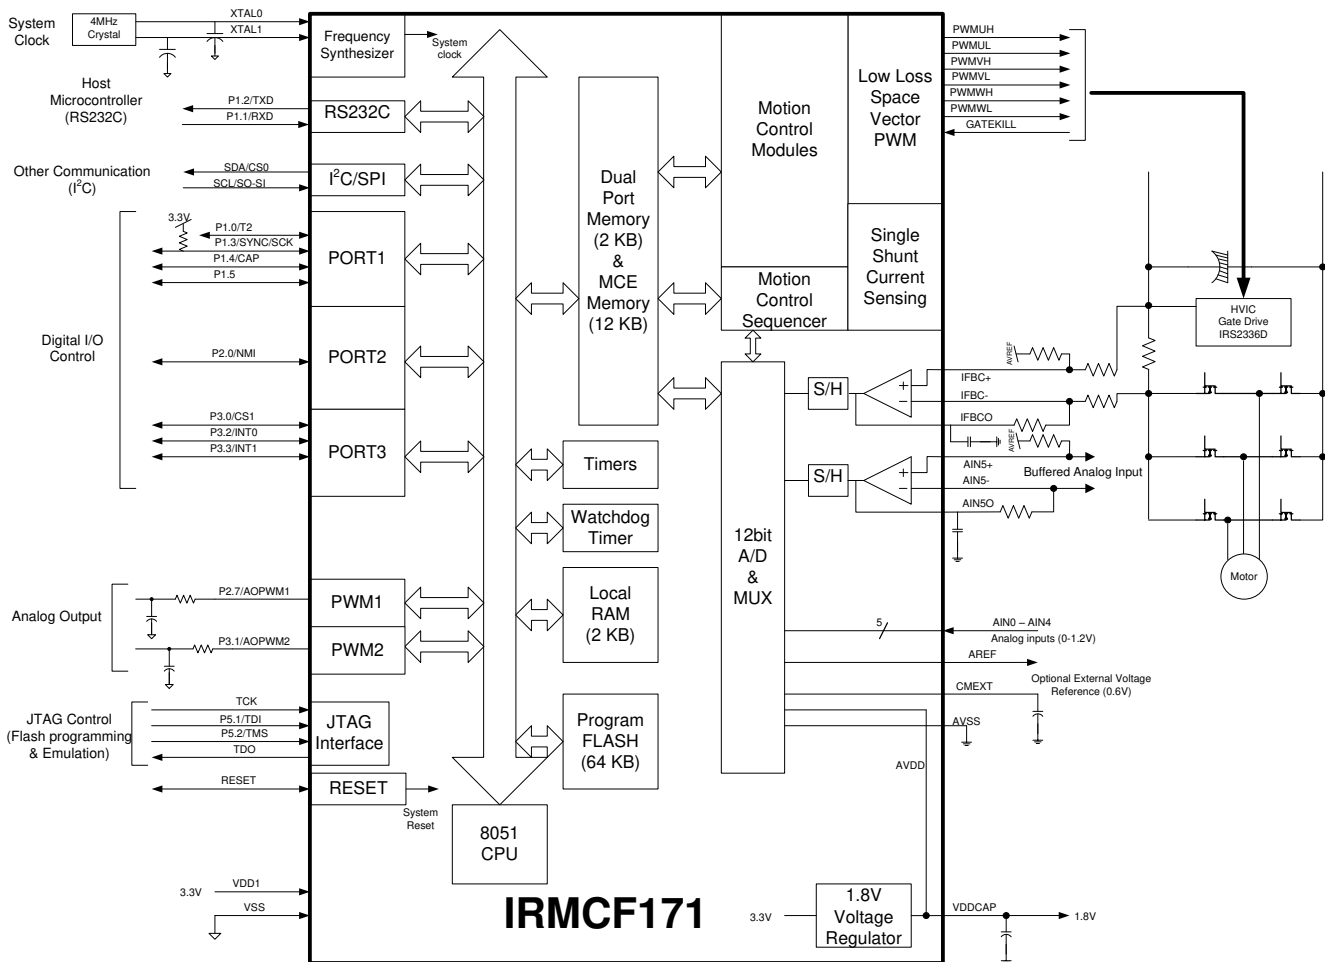 System
Clock
4MHz
Crystal
XTAL0
XTAL1
Frequency
Synthesizer
System
clock
Host
Microcontroller
(RS232C)
P1.2/TXD
P1.1/RXD
RS232C
Other Communication
(I²C)
SDA/CS0
SCL/SO-SI
I²C/SPI
Digital I/O
Control
3.3V
P1.0/T2
P1.3/SYNC/SCK
P1.4/CAP
P1.5
PORT1
P2.0/NMI
PORT2
P3.0/CS1
P3.2/INT0
P3.3/INT1
PORT3
Analog Output
P2.7/AOPWM1
PWM1
P3.1/AOPWM2
PWM2
JTAG Control
(Flash programming
& Emulation)
TCK
P5.1/TDI
P5.2/TMS
TDO
JTAG
Interface
RESET
RESET
System
Reset
3.3V
VDD1
VSS
8051
CPU
Dual
Port
Memory
(2 KB)
&
MCE
Memory
(12 KB)
Timers
Watchdog
Timer
Local
RAM
(2 KB)
Program
FLASH
(64 KB)
Motion
Control
Modules
Motion
Control
Sequencer
Low Loss
Space
Vector
PWM
Single
Shunt
Current
Sensing
12bit
A/D
&
MUX
S/H
+
−
S/H
+
−
PWMUH
PWMUL
PWMVH
PWMVL
PWMWH
PWMWL
GATEKILL
HVIC
Gate Drive
IRS2336D
AVREF
IFBC+
IFBC-
IFBCO
AVREF
AIN5+
AIN5-
AIN5O
Buffered Analog Input
Motor
5
AIN0 – AIN4
Analog inputs (0-1.2V)
AREF
Optional External Voltage
Reference (0.6V)
CMEXT
AVSS
AVDD
IRMCF171
3.3V
1.8V
Voltage
Regulator
VDDCAP
1.8V